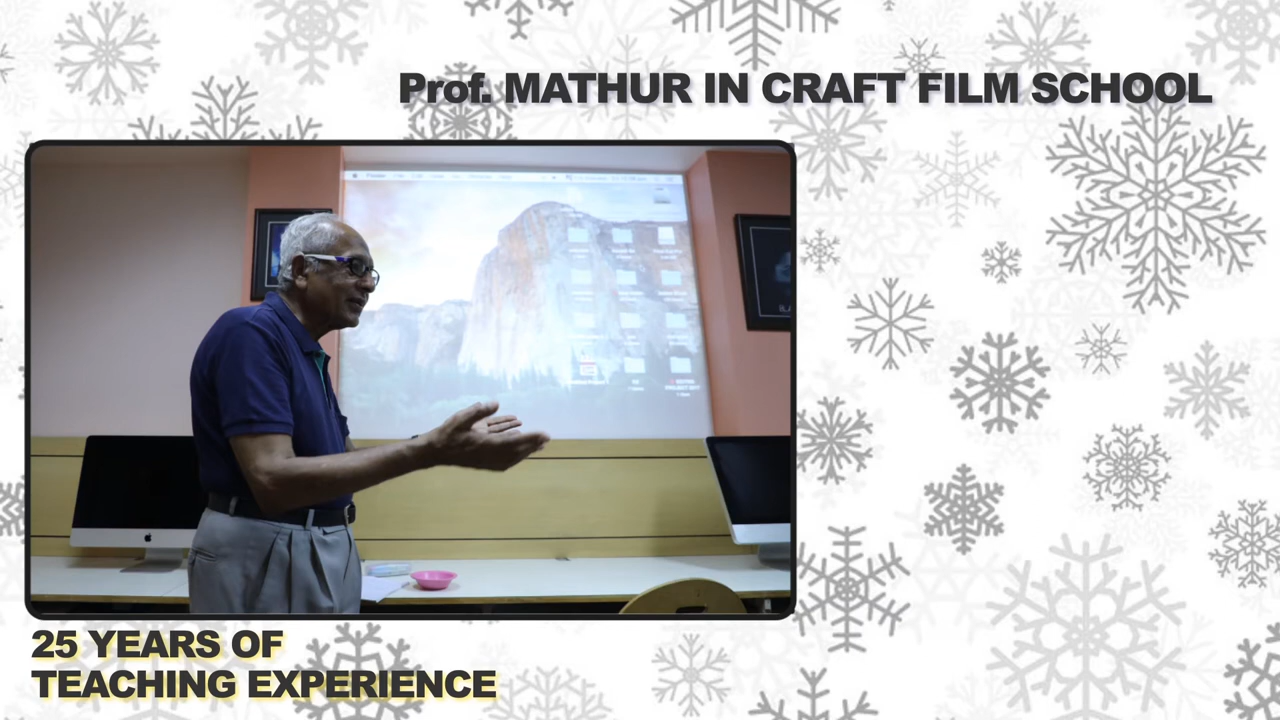 Prof. MATHUR IN CRAFT FILM SCHOOL
25 YEARS OF
TEACHING EXPERIENCE